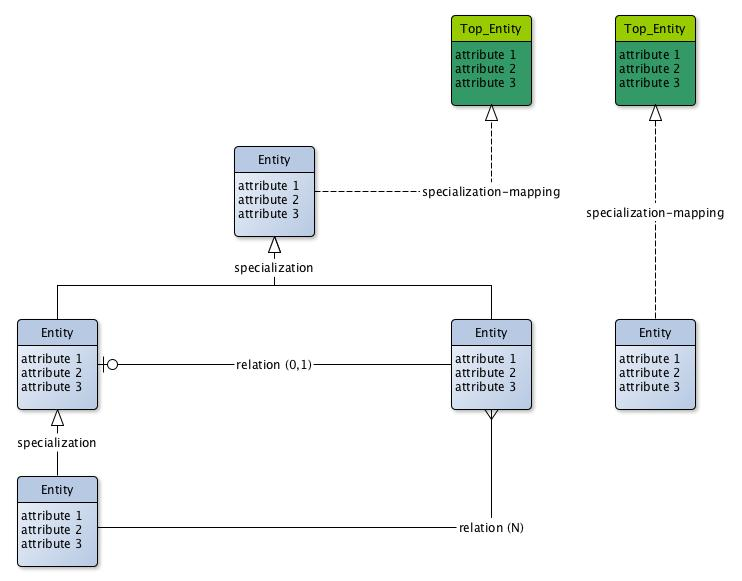 Top_Entity
attribute 1
attribute 2
attribute 3
Top_Entity
attribute 1
attribute 2
attribute 3
Entity
attribute 1
attribute 2
attribute 3
specialization-mapping
specialization-mapping
specialization
Entity
attribute 1
attribute 2
attribute 3
relation (0,1)
Entity
attribute 1
attribute 2
attribute 3
Entity
attribute 1
attribute 2
attribute 3
specialization
Entity
attribute 1
attribute 2
attribute 3
relation (N)